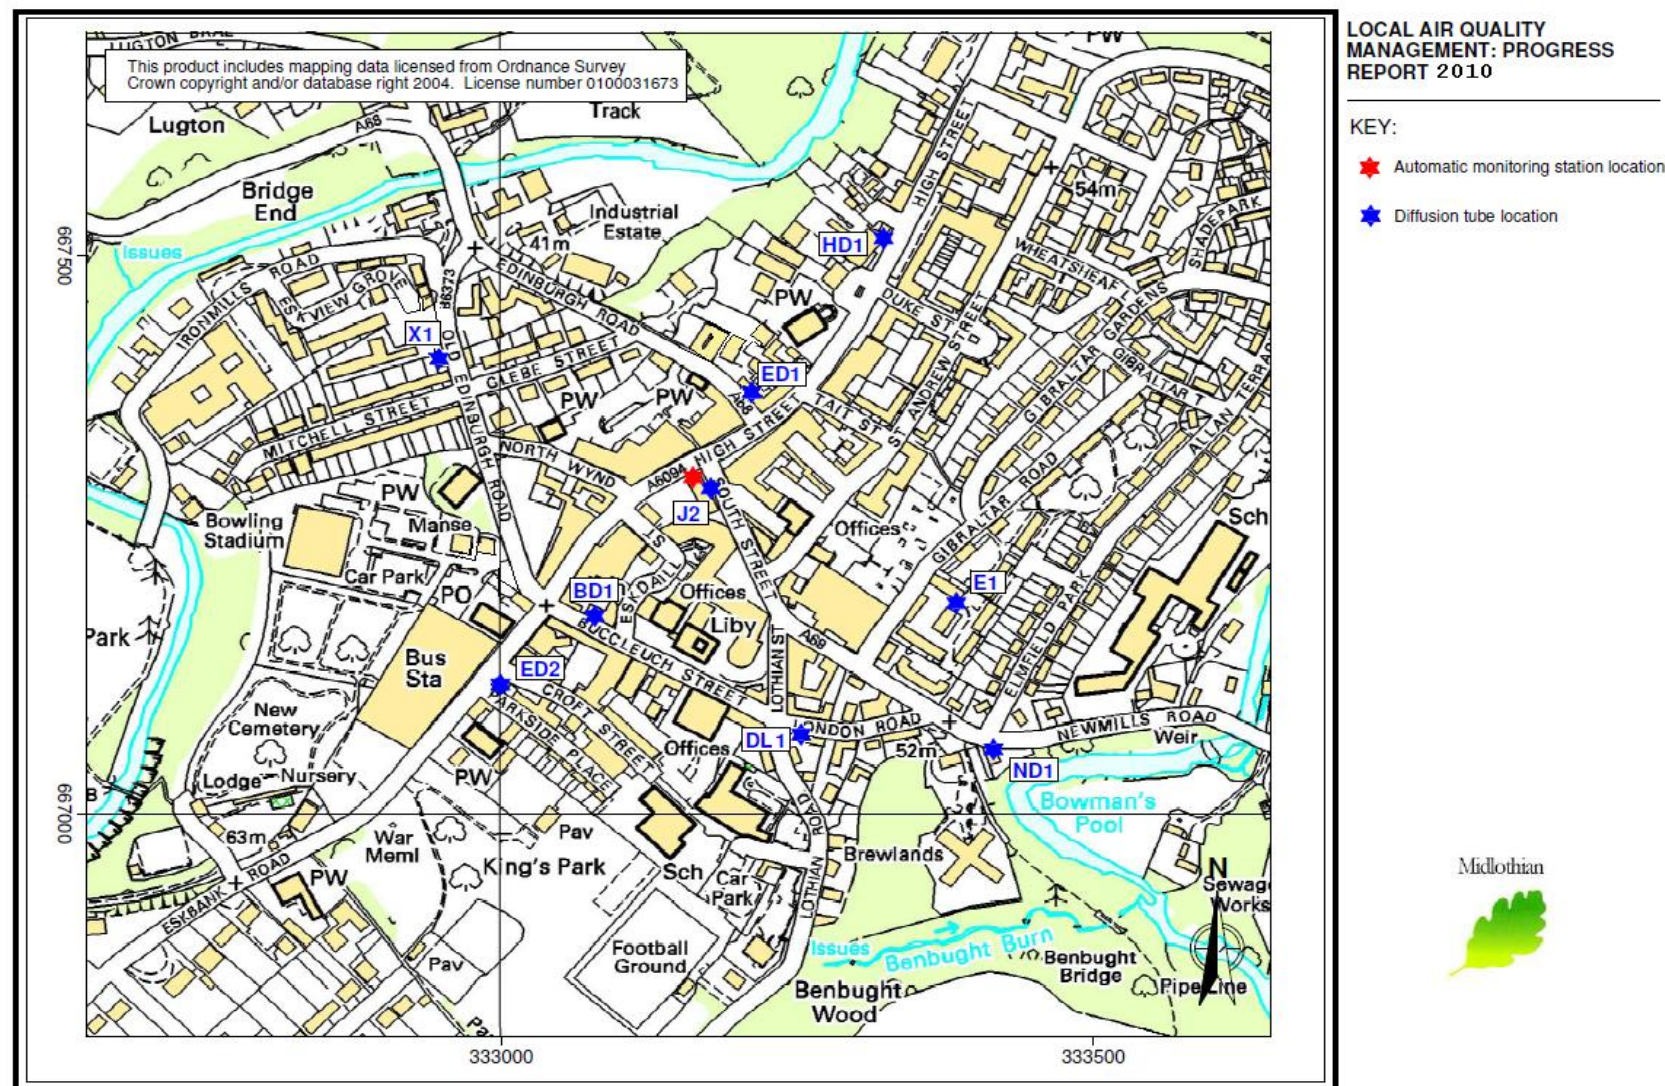 LUGTON BRAE
This product includes mapping data licensed from Ordnance Survey
Crown copyright and/or database right 2004. License number 0100031673
PW
Lugton
A68
Track
Bridge
End
Issues
Industrial
Estate
41m
HIGH STREET
54m
SHADEPARK
HD1
WHEATSHEAF L
667500
IRONMILLS ROAD
ESKVIEW GROVE
B6373
EDINBURGH ROAD
PW
DUKE ST
ANDREW STREET
GIBRALTAR GARDENS
GIBRALTAR T
X1
OLD EDINBURGH ROAD
GLEBE STREET
ED1
A68
MITCHELL STREET
PW
PW
TAIT ST
ALLAN TERRA
NORTH WYND
A6094 HIGH STREET
J2
SOUTH STREET
GIBRALTAR ROAD
PW
Bowling
Stadium
Manse
Offices
Sch
Car Park
PO
BD1
ESKDAILL ST
Offices
Liby
E1
ELMFIELD PARK
Park
Bus
Sta
ED2
BUCCLEUCH STREET
LOTHIAN ST
A68
New
Cemetery
CROFT STREET
PARKSIDE PLACE
Offices
DL1
LONDON ROAD
52m
NEWMILLS ROAD
Weir
ND1
Lodge
Nursery
PW
B
Bowman's
Pool
667000
63m
War
Meml
Pav
King's Park
Sch
Car
Park
LOTHIAN ROAD
Brewlands
N
Sewage
Works
ESKBANK ROAD
PW
Pav
Football
Ground
Issues
Benbught Burn
Benbught
Bridge
Benbught
Wood
Pipe Line
Pa
333000
333500
LOCAL AIR QUALITY
MANAGEMENT: PROGRESS
REPORT 2010
KEY:
Automatic monitoring station location
Diffusion tube location
Midlothian